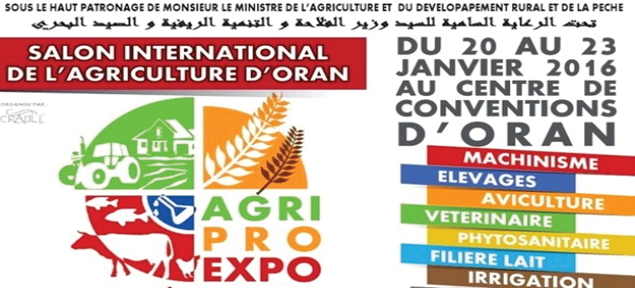 SOUS LE HAUT PATRONAGE DE MONSIEUR LE MINISTRE DE L'AGRICULTURE ET DU DEVELOPAPEMENT RURAL ET DE LA PECHE
تحت الرعاية السامية للسيد وزير الفلاحة و التنمية الريفية و الصيد البحري
SALON INTERNATIONAL
DE L'AGRICULTURE D'ORAN
ORGANISE PAR :
CRADLE
AGRI
PRO
EXPO
DU 20 AU 23
JANVIER 2016
AU CENTRE DE
CONVENTIONS
D'ORAN
MACHINISME
ELEVAGES
AVICULTURE
VETERINAIRE
PHYTOSANITAIRE
FILIERE LAIT
IRRIGATION